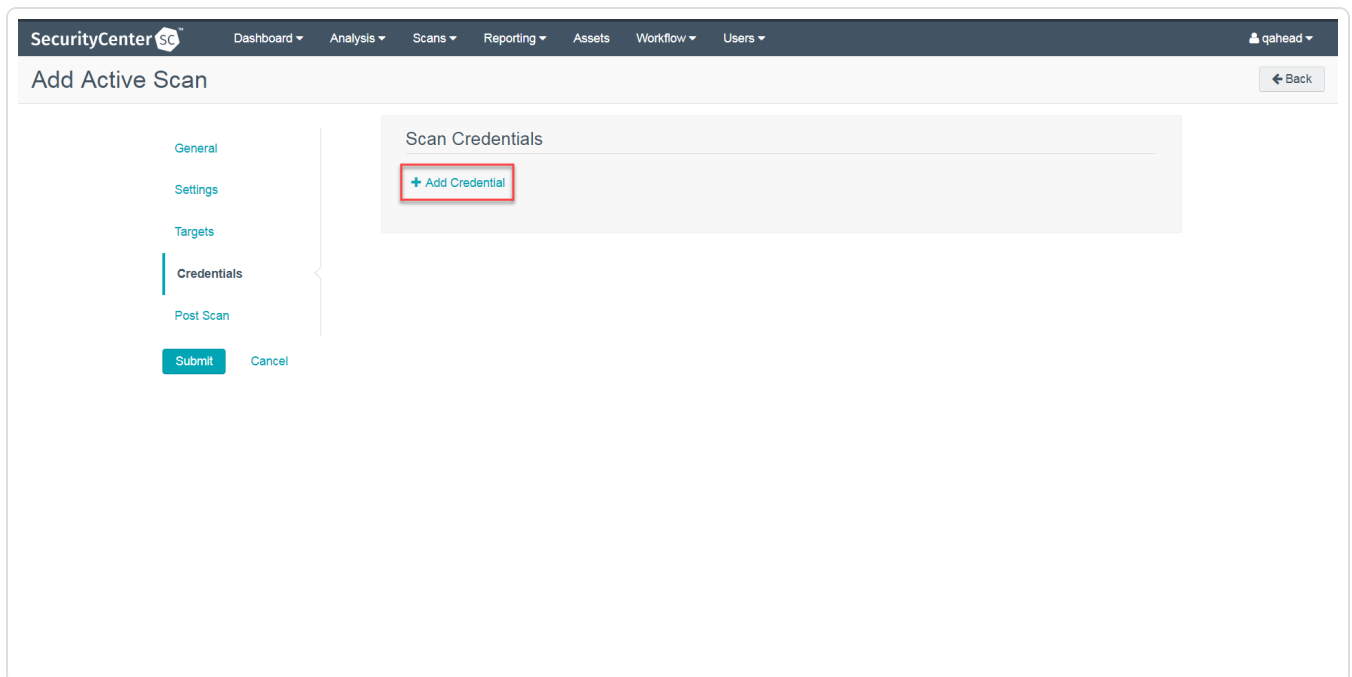 SecurityCenter SC™ Dashboard Analysis Scans Reporting Assets Workflow Users qahead
Add Active Scan Back
General
Settings
Targets
Credentials
Post Scan
Submit Cancel
Scan Credentials
+ Add Credential